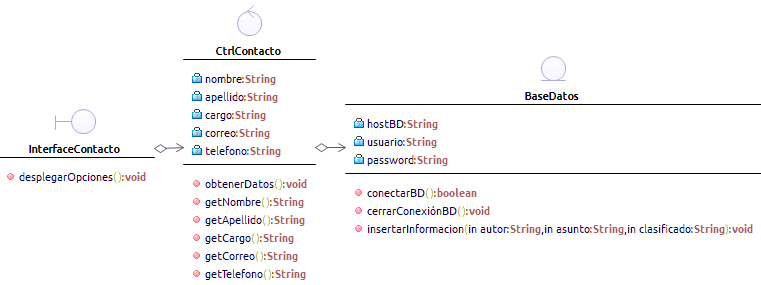 InterfaceContacto
desplegarOpciones():void
CtrlContacto
nombre:String
apellido:String
cargo:String
correo:String
telefono:String
obtenerDatos():void
getNombre():String
getApellido():String
getCargo():String
getCorreo():String
getTelefono():String
BaseDatos
hostBD:String
usuario:String
password:String
conectarBD():boolean
cerrarConexiónBD():void
insertarInformacion(in autor:String,in asunto:String,in clasificado:String):void